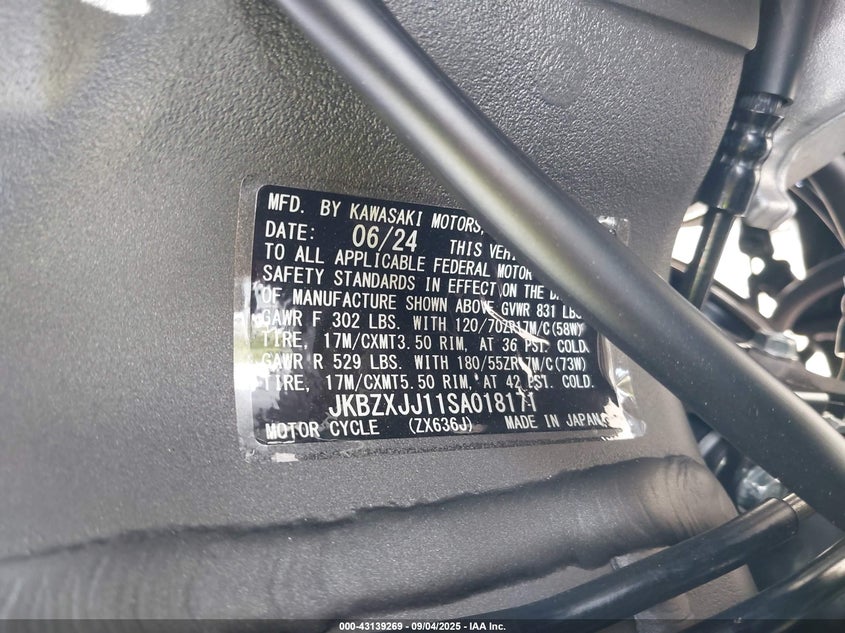 MFD. BY KAWASAKI MOTORS,
DATE: 06/24 THIS
TO ALL APPLICABLE FEDERAL MOTOR
SAFETY STANDARDS IN EFFECT ON THE
OF MANUFACTURE SHOWN ABOVE GVWR 831 LBS
GAWR F 302 LBS. WITH 120/70ZR17M/C(58W)
TIRE, 17M/CXMT3.50 RIM, AT 36 PSI. COLD.
GAWR R 529 LBS. WITH 180/55ZR17M/C(73W)
TIRE, 17M/CXMT5.50 RIM, AT 42 PSI. COLD.
JKBZXJJ11SA018171
MOTOR CYCLE (ZX636J) MADE IN JAPAN
000-43139269 - 09/04/2025 - IAA Inc.